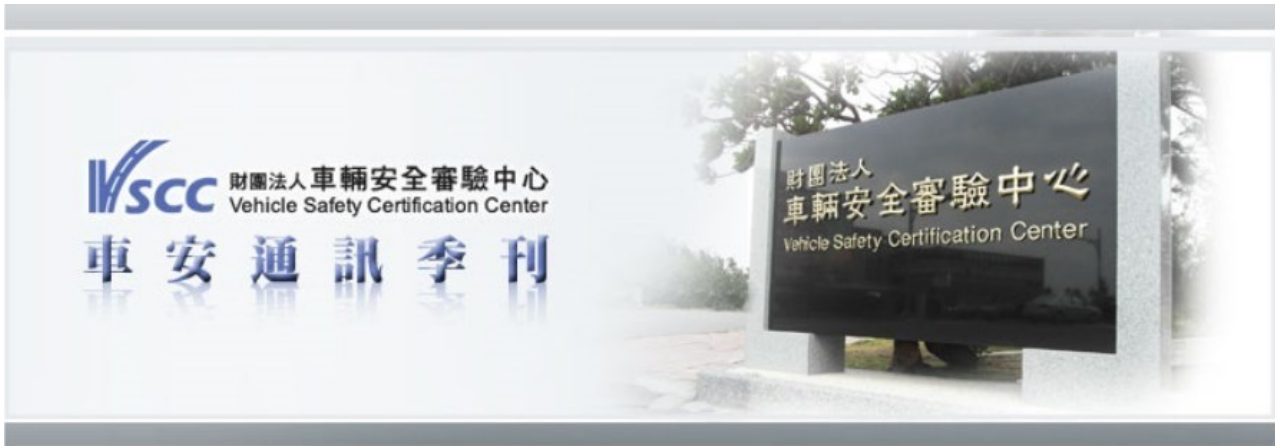 VSCC
財團法人車輛安全審驗中心
Vehicle Safety Certification Center
車安通訊季刊
財團法人
車輛安全審驗中心
Vehicle Safety Certification Center